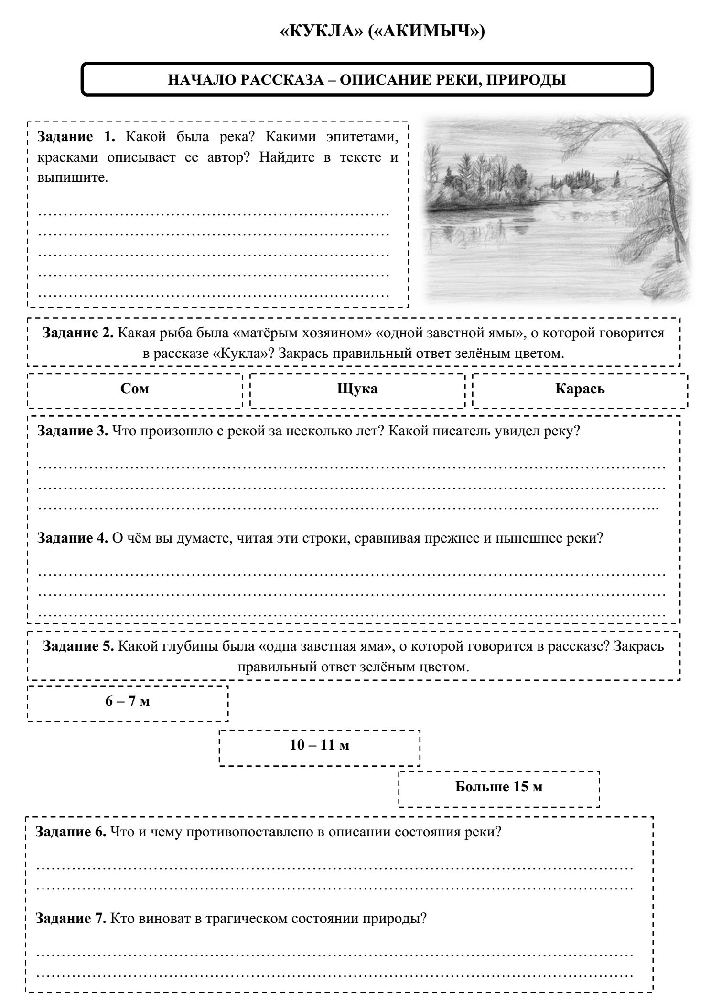 «КУКЛА» («АКИМЫЧ»)
НАЧАЛО РАССКАЗА – ОПИСАНИЕ РЕКИ, ПРИРОДЫ
Задание 1. Какой была река? Какими эпитетами,
красками описывает ее автор? Найдите в тексте и
выпишите.
……………………………………………………………
……………………………………………………………
……………………………………………………………
……………………………………………………………
……………………………………………………………
Задание 2. Какая рыба была «матёрым хозяином» «одной заветной ямы», о которой говорится
в рассказе «Кукла»? Закрась правильный ответ зелёным цветом.
Сом
Щука
Карась
Задание 3. Что произошло с рекой за несколько лет? Какой писатель увидел реку?
……………………………………………………………………………………………………………
……………………………………………………………………………………………………………
…………………………………………………………………………………………………………..
Задание 4. О чём вы думаете, читая эти строки, сравнивая прежнее и нынешнее реки?
……………………………………………………………………………………………………………
……………………………………………………………………………………………………………
……………………………………………………………………………………………………………
Задание 5. Какой глубины была «одна заветная яма», о которой говорится в рассказе? Закрась
правильный ответ зелёным цветом.
6 – 7 м
10 – 11 м
Больше 15 м
Задание 6. Что и чему противопоставлено в описании состояния реки?
………………………………………………………………………………………………………
………………………………………………………………………………………………………
Задание 7. Кто виноват в трагическом состоянии природы?
………………………………………………………………………………………………………
………………………………………………………………………………………………………